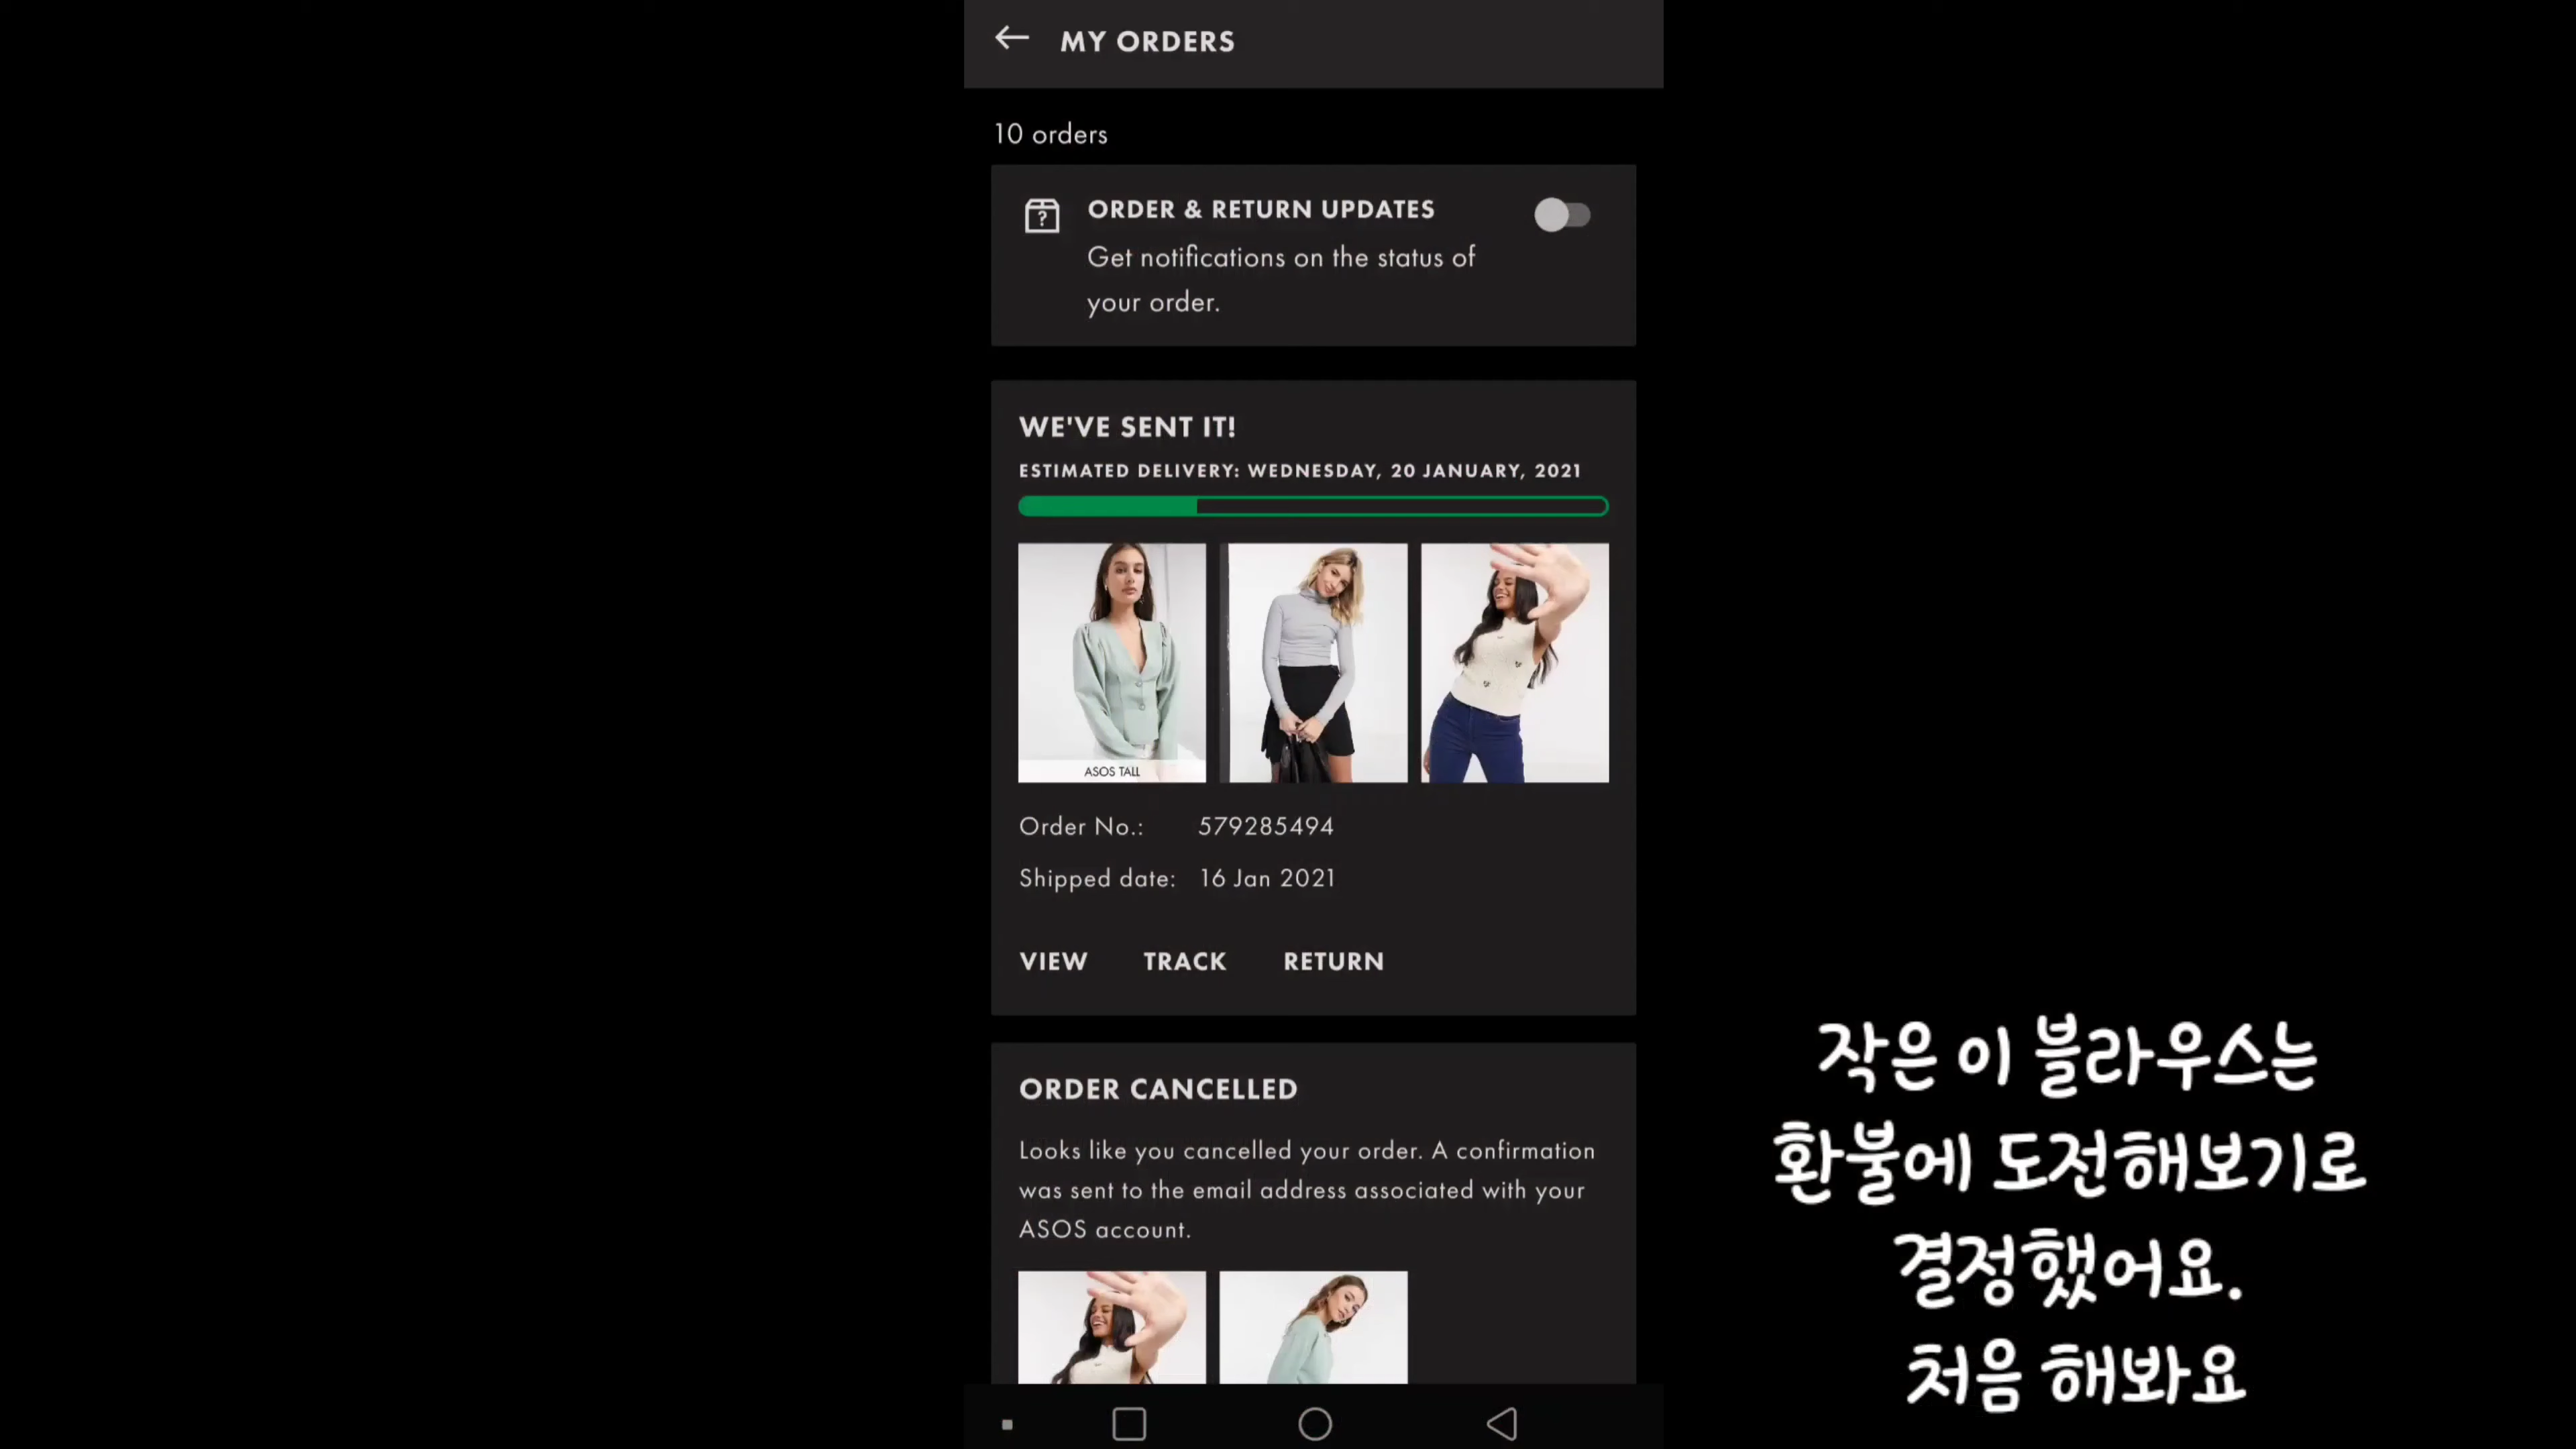 MY ORDERS
10 orders
ORDER & RETURN UPDATES
Get notifications on the status of
your order.
WE'VE SENT IT!
ESTIMATED DELIVERY: WEDNESDAY, 20 JANUARY, 2021
ASOS TALL
Order No.: 579285494
Shipped date: 16 Jan 2021
VIEW TRACK RETURN
ORDER CANCELLED
Looks like you cancelled your order. A confirmation
was sent to the email address associated with your
ASOS account.
작은 이 블라우스는
환불에 도전해보기로
결정했어요.
처음 해봐요